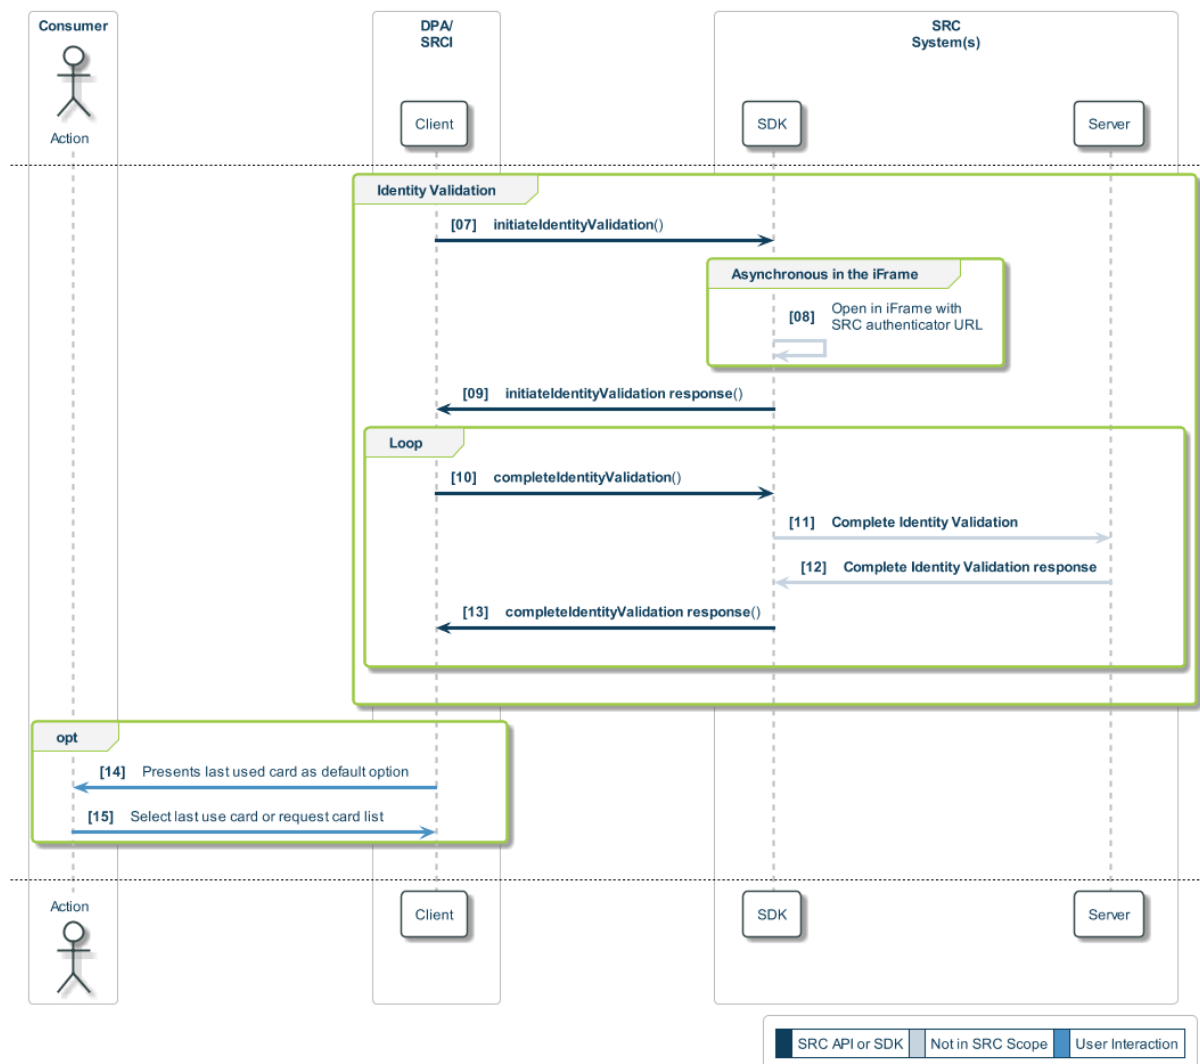 Consumer
DPA/
SRCI
SRC
System(s)
Action
Client
SDK
Server
Identity Validation
[07] initiateIdentityValidation()
Asynchronous in the iFrame
[08] Open in iFrame with
SRC authenticator URL
[09] initiateIdentityValidation response()
Loop
[10] completeIdentityValidation()
[11] Complete Identity Validation
[12] Complete Identity Validation response
[13] completeIdentityValidation response()
opt
[14] Presents last used card as default option
[15] Select last use card or request card list
Action
Client
SDK
Server
SRC API or SDK
Not in SRC Scope
User Interaction